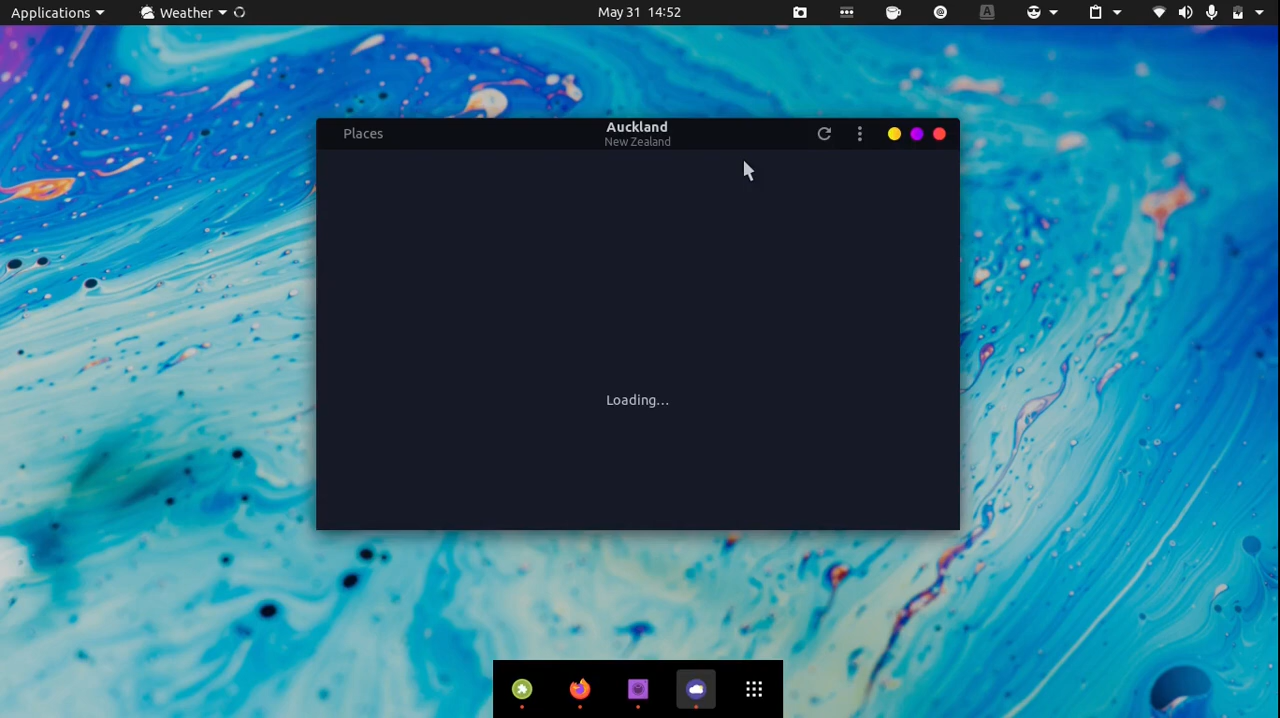 Applications
Weather
May 31 14:52
A
Places
Auckland
New Zealand
Loading…